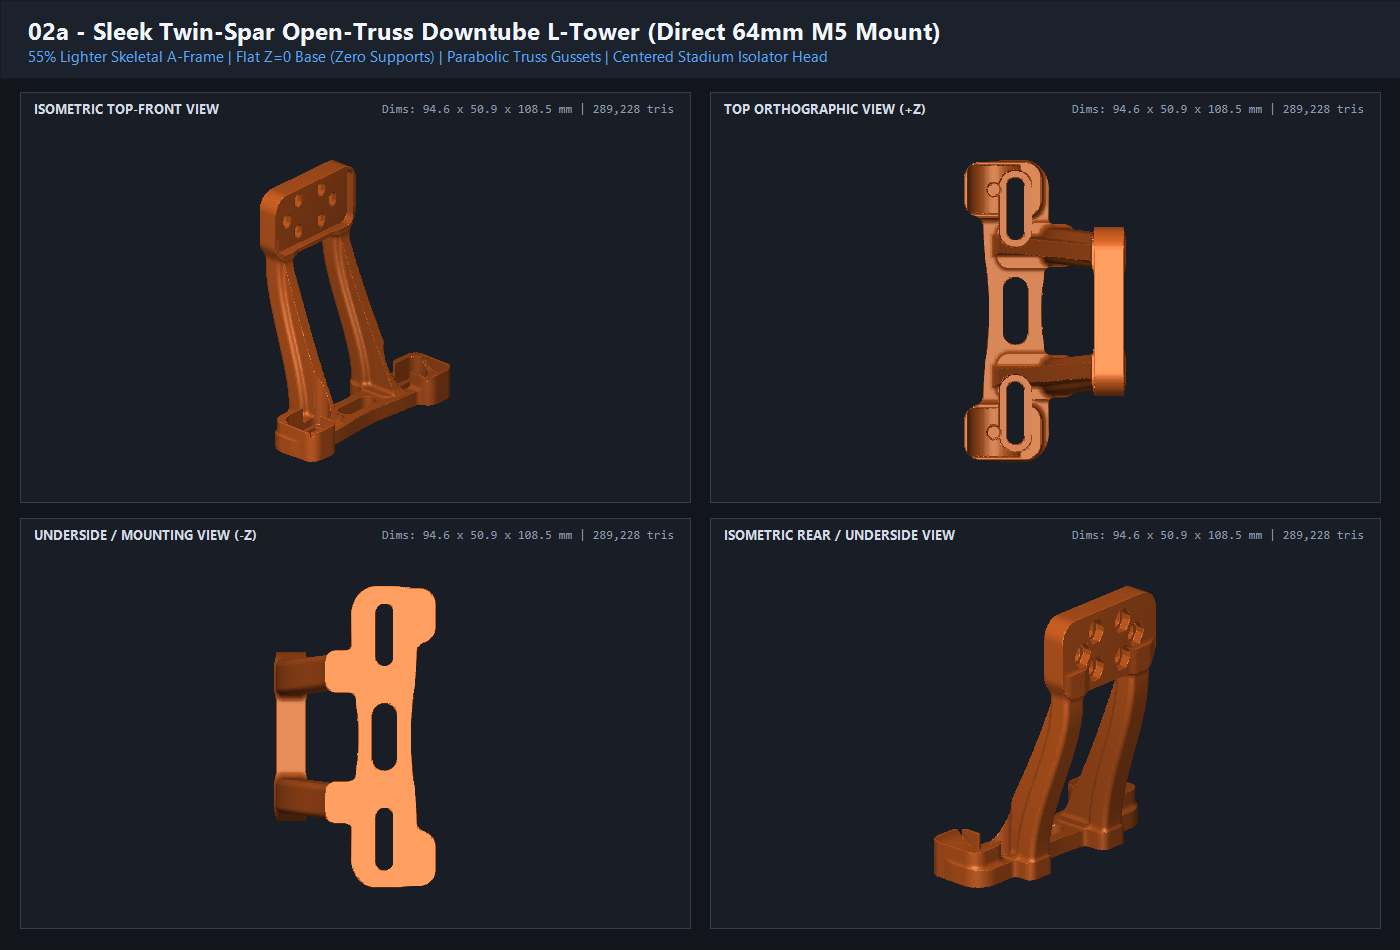 02a - Sleek Twin-Spar Open-Truss Downtube L-Tower (Direct 64mm M5 Mount)
55% Lighter Skeletal A-Frame | Flat Z=0 Base (Zero Supports) | Parabolic Truss Gussets | Centered Stadium Isolator Head
ISOMETRIC TOP-FRONT VIEW
Dims: 94.6 x 50.9 x 108.5 mm | 289,228 tris
TOP ORTHOGRAPHIC VIEW (+Z)
Dims: 94.6 x 50.9 x 108.5 mm | 289,228 tris
UNDERSIDE / MOUNTING VIEW (-Z)
Dims: 94.6 x 50.9 x 108.5 mm | 289,228 tris
ISOMETRIC REAR / UNDERSIDE VIEW
Dims: 94.6 x 50.9 x 108.5 mm | 289,228 tris